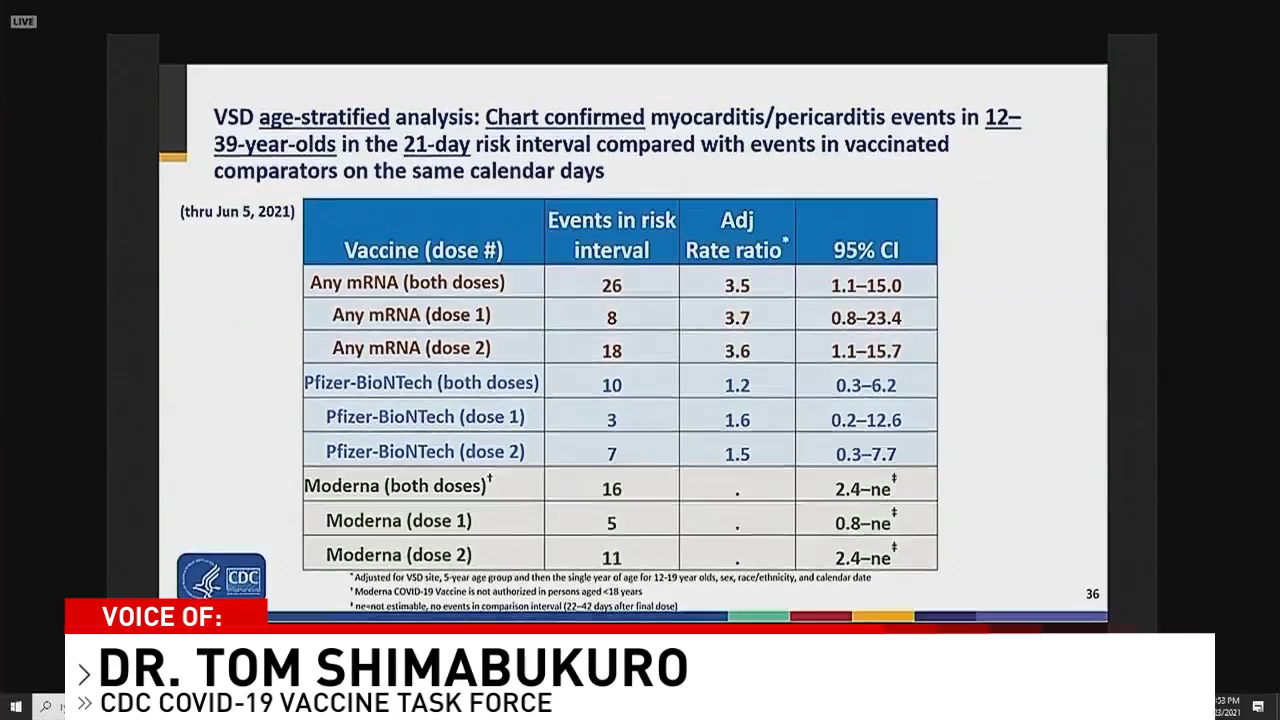 LIVE
VSD age-stratified analysis: Chart confirmed myocarditis/pericarditis events in 12–
39-year-olds in the 21-day risk interval compared with events in vaccinated
comparators on the same calendar days
(thru Jun 5, 2021)
Vaccine (dose #) Events in risk interval Adj Rate ratio* 95% CI
Any mRNA (both doses) 26 3.5 1.1–15.0
Any mRNA (dose 1) 8 3.7 0.8–23.4
Any mRNA (dose 2) 18 3.6 1.1–15.7
Pfizer-BioNTech (both doses) 10 1.2 0.3–6.2
Pfizer-BioNTech (dose 1) 3 1.6 0.2–12.6
Pfizer-BioNTech (dose 2) 7 1.5 0.3–7.7
Moderna (both doses)† 16 . 2.4–ne‡
Moderna (dose 1) 5 . 0.8–ne‡
Moderna (dose 2) 11 . 2.4–ne‡
* Adjusted for VSD site, 5-year age group and then the single year of age for 12-19 year olds, sex, race/ethnicity, and calendar date
† Moderna COVID-19 Vaccine is not authorized in persons aged <18 years
‡ ne=not estimable, no events in comparison interval (22–42 days after final dose)
CDC
36
VOICE OF:
DR. TOM SHIMABUKURO
CDC COVID-19 VACCINE TASK FORCE
:53 PM